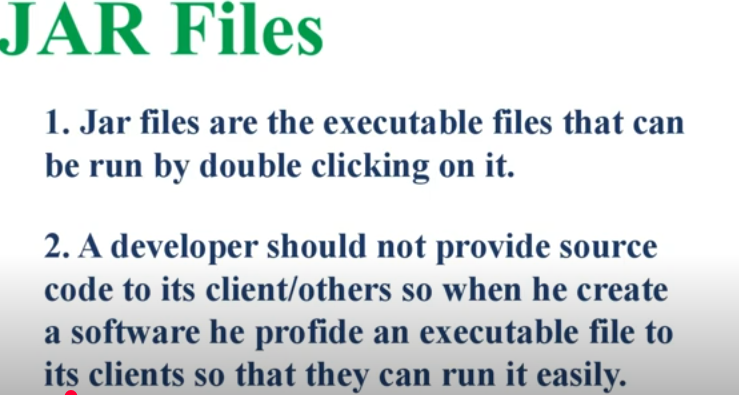 JAR Files
1. Jar files are the executable files that can
be run by double clicking on it.
2. A developer should not provide source
code to its client/others so when he create
a software he profide an executable file to
its clients so that they can run it easily.